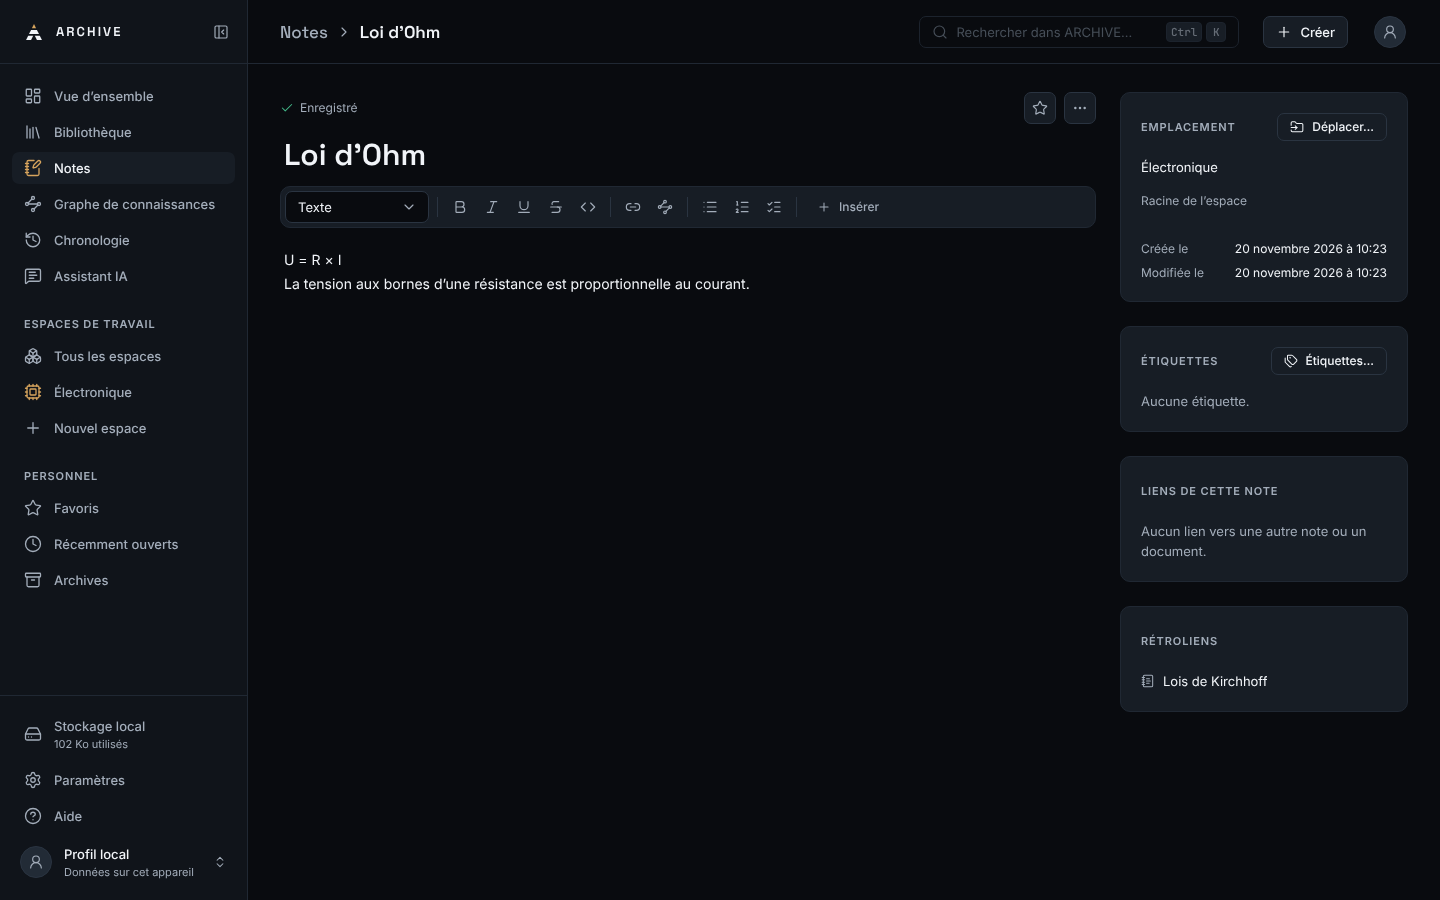 ARCHIVE
Notes > Loi d'Ohm
Rechercher dans ARCHIVE... Ctrl K
Créer
Vue d'ensemble
Bibliothèque
Notes
Graphe de connaissances
Chronologie
Assistant IA
ESPACES DE TRAVAIL
Tous les espaces
Électronique
Nouvel espace
PERSONNEL
Favoris
Récemment ouverts
Archives
Stockage local
102 Ko utilisés
Paramètres
Aide
Profil local
Données sur cet appareil
Enregistré
Loi d'Ohm
Texte
Insérer
U = R × I
La tension aux bornes d'une résistance est proportionnelle au courant.
EMPLACEMENT
Déplacer...
Électronique
Racine de l'espace
Créée le 20 novembre 2026 à 10:23
Modifiée le 20 novembre 2026 à 10:23
ÉTIQUETTES
Étiquettes...
Aucune étiquette.
LIENS DE CETTE NOTE
Aucun lien vers une autre note ou un
document.
RÉTROLIENS
Lois de Kirchhoff